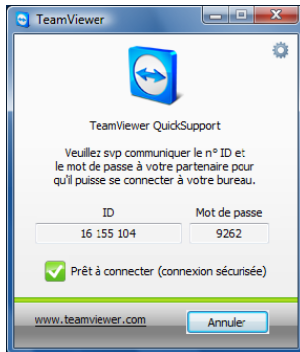 TeamViewer
TeamViewer QuickSupport
Veuillez svp communiquer le n° ID et
le mot de passe à votre partenaire pour
qu'il puisse se connecter à votre bureau.
ID Mot de passe
16 155 104 9262
Prêt à connecter (connexion sécurisée)
www.teamviewer.com Annuler